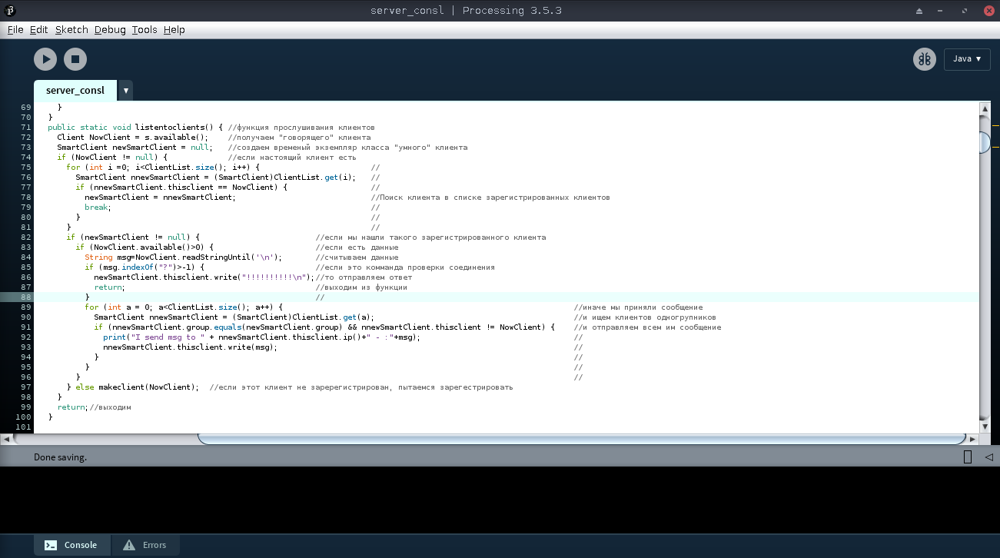 server_consl | Processing 3.5.3
File Edit Sketch Debug Tools Help
Java ▼
server_consl ▼
69 }
70 }
71 public static void listentoclients() { //функция прослушивания клиентов
72 Client NowClient = s.available(); //получаем "говорящего" клиента
73 SmartClient newSmartClient = null; //создаем временый экземпляр класса "умного" клиента
74 if (NowClient != null) { //если настоящий клиент есть
75 for (int i =0; i<ClientList.size(); i++) { //
76 SmartClient nnewSmartClient = (SmartClient)ClientList.get(i); //
77 if (nnewSmartClient.thisclient == NowClient) { //
78 newSmartClient = nnewSmartClient; //Поиск клиента в списке зарегистрированных клиентов
79 break; //
80 } //
81 } //
82 if (newSmartClient != null) { //если мы нашли такого зарегистрированного клиента
83 if (NowClient.available()>0) { //если есть данные
84 String msg=NowClient.readStringUntil('\n'); //считываем данные
85 if (msg.indexOf("?")>-1) { //если это комманда проверки соединения
86 newSmartClient.thisclient.write("!!!!!!!!!!\n");//то отправляем ответ
87 return; //выходим из функции
88 } //
89 for (int a = 0; a<ClientList.size(); a++) { //иначе мы приняли сообщение
90 SmartClient nnewSmartClient = (SmartClient)ClientList.get(a); //и ищем клиентов одногрупников
91 if (nnewSmartClient.group.equals(newSmartClient.group) && nnewSmartClient.thisclient != NowClient) { //и отправляем всем им сообщение
92 print("I send msg to " + nnewSmartClient.thisclient.ip()+" - :"+msg); //
93 nnewSmartClient.thisclient.write(msg); //
94 } //
95 } //
96 } //
97 } else makeclient(NowClient); //если этот клиент не заререгистрирован, пытаемся зарегестрировать
98 }
99 return;//выходим
100 }
101
Done saving.
Console Errors